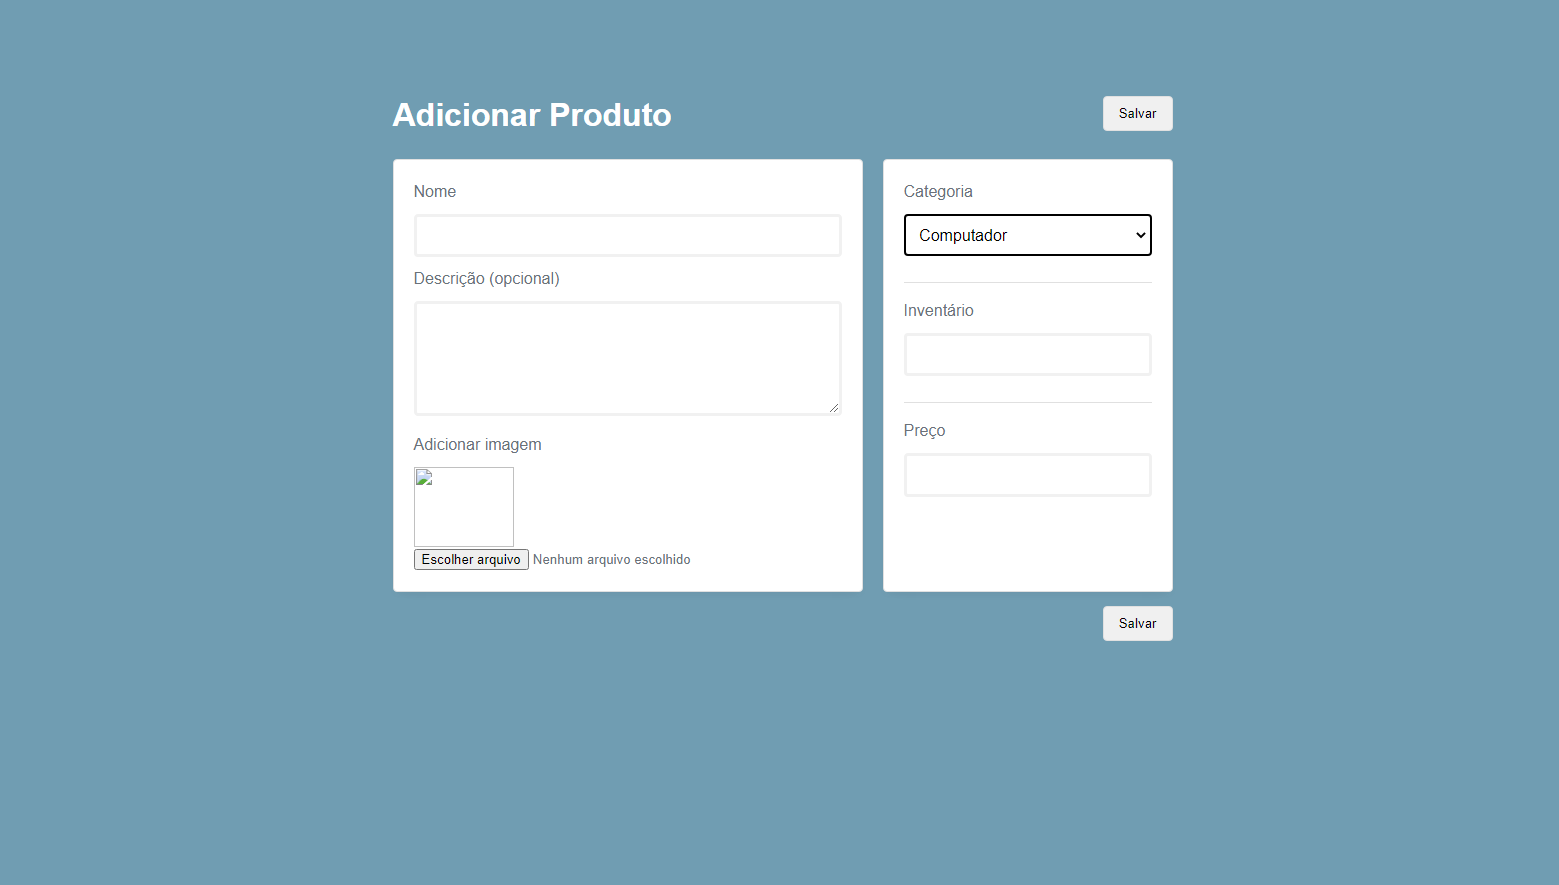 Adicionar Produto
Salvar
Nome
Descrição (opcional)
Adicionar imagem
Escolher arquivo Nenhum arquivo escolhido
Categoria
Computador
Inventário
Preço
Salvar